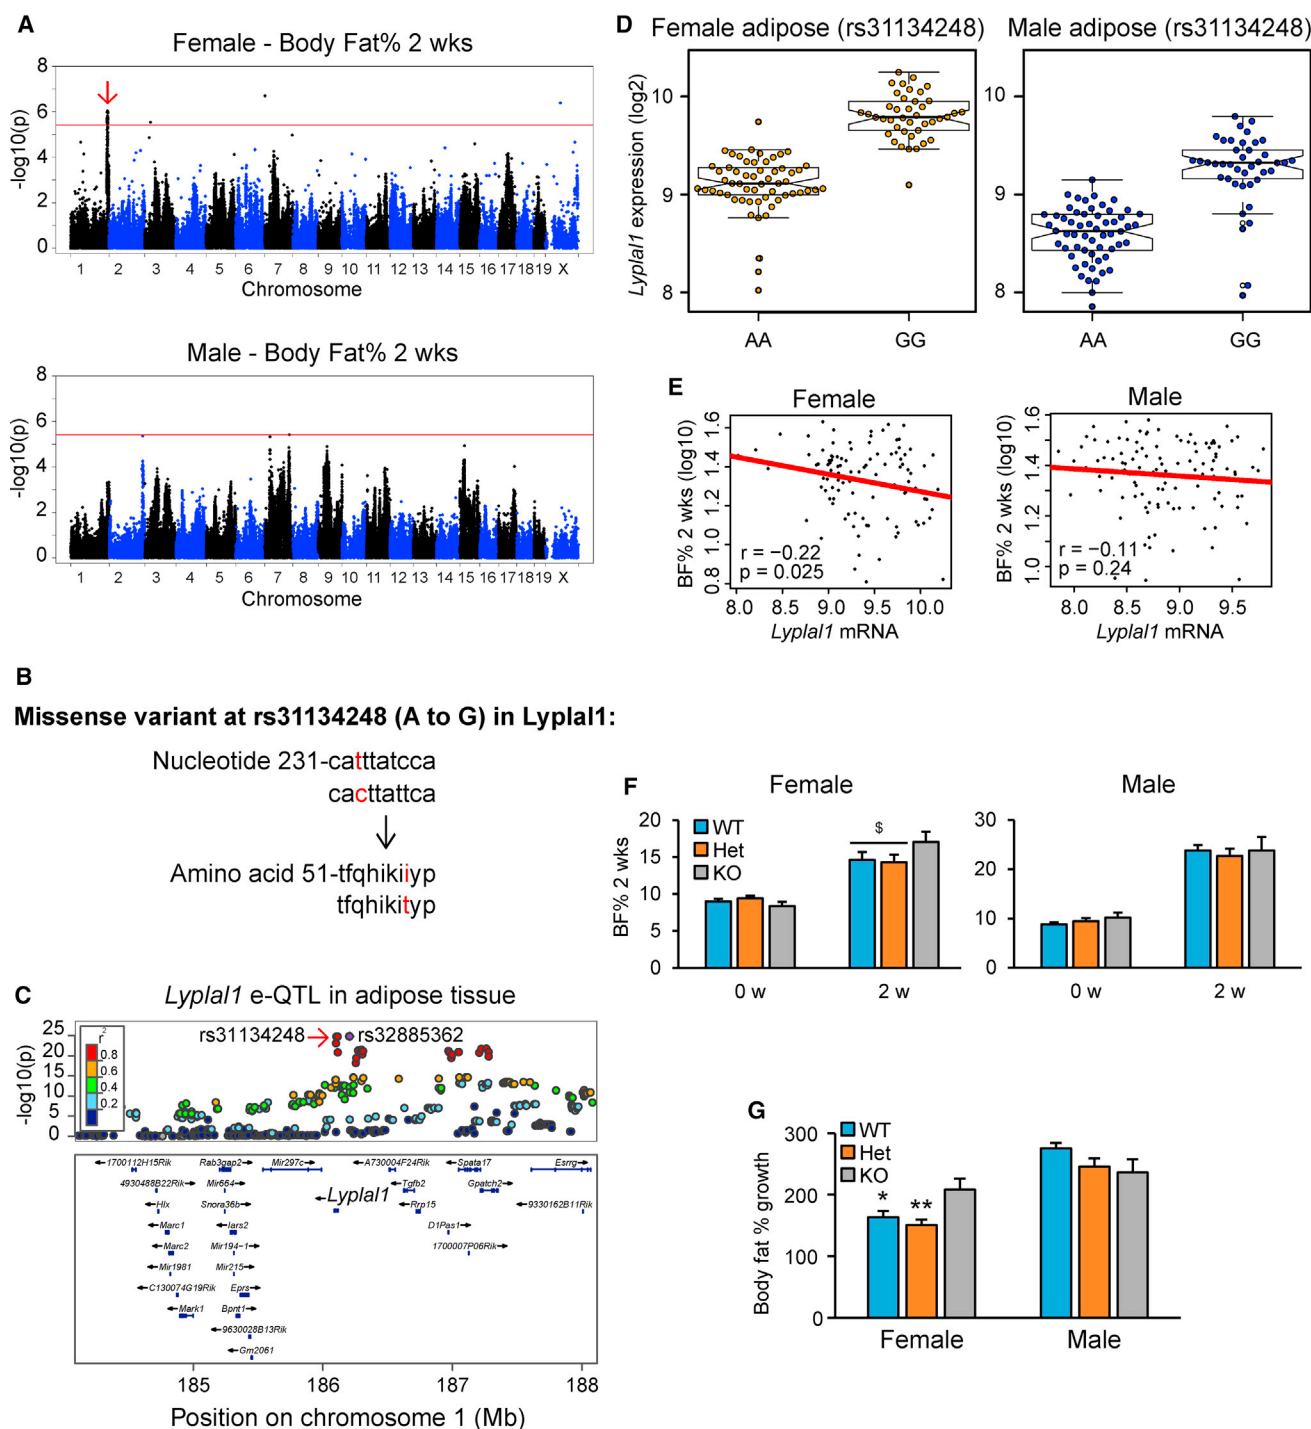 A
Female - Body Fat% 2 wks
8
6
4
2
0
-log10(p)
1 2 3 4 5 6 7 8 9 10 11 12 13 14 15 16 17 18 19 X
Chromosome
Male - Body Fat% 2 wks
8
6
4
2
0
-log10(p)
1 2 3 4 5 6 7 8 9 10 11 12 13 14 15 16 17 18 19 X
Chromosome
B
Missense variant at rs31134248 (A to G) in Lyplal1:
Nucleotide 231-catttatcca
cacttattca
Amino acid 51-tfqhikiiyp
tfqhikityp
C
Lyplal1 e-QTL in adipose tissue
25
20
15
10
5
0
-log10(p)
r2
0.8
0.6
0.4
0.2
rs31134248
rs32885362
1700112H15Rik Rab3gap2 Mir297c A730004F24Rik Spata17 Esrrg
4930488B22Rik Mir664 Lyplal1 Tgfb2 Gpatch2
Hlx Snora36b Rrp15 9330162B11Rik
Marc1 Iars2 D1Pas1
Marc2 Mir194-1 1700007P06Rik
Mir1981 Mir215
C130074G19Rik Eprs
Mark1 Bpnt1
9630028B13Rik
Gm2061
185 186 187 188
Position on chromosome 1 (Mb)
D
Female adipose (rs31134248)
Male adipose (rs31134248)
Lyplal1 expression (log2)
10
9
8
AA GG
10
9
8
AA GG
E
Female
BF% 2 wks (log10)
1.6
1.4
1.2
1.0
0.8
r = −0.22
p = 0.025
8.0 8.5 9.0 9.5 10.0
Lyplal1 mRNA
Male
BF% 2 wks (log10)
1.6
1.4
1.2
1.0
r = −0.11
p = 0.24
8.0 8.5 9.0 9.5
Lyplal1 mRNA
F
Female
BF% 2 wks
20
15
10
5
0
WT
Het
KO
$
0 w 2 w
Male
30
20
10
0
0 w 2 w
G
Body fat % growth
300
200
100
0
WT
Het
KO
* **
Female Male